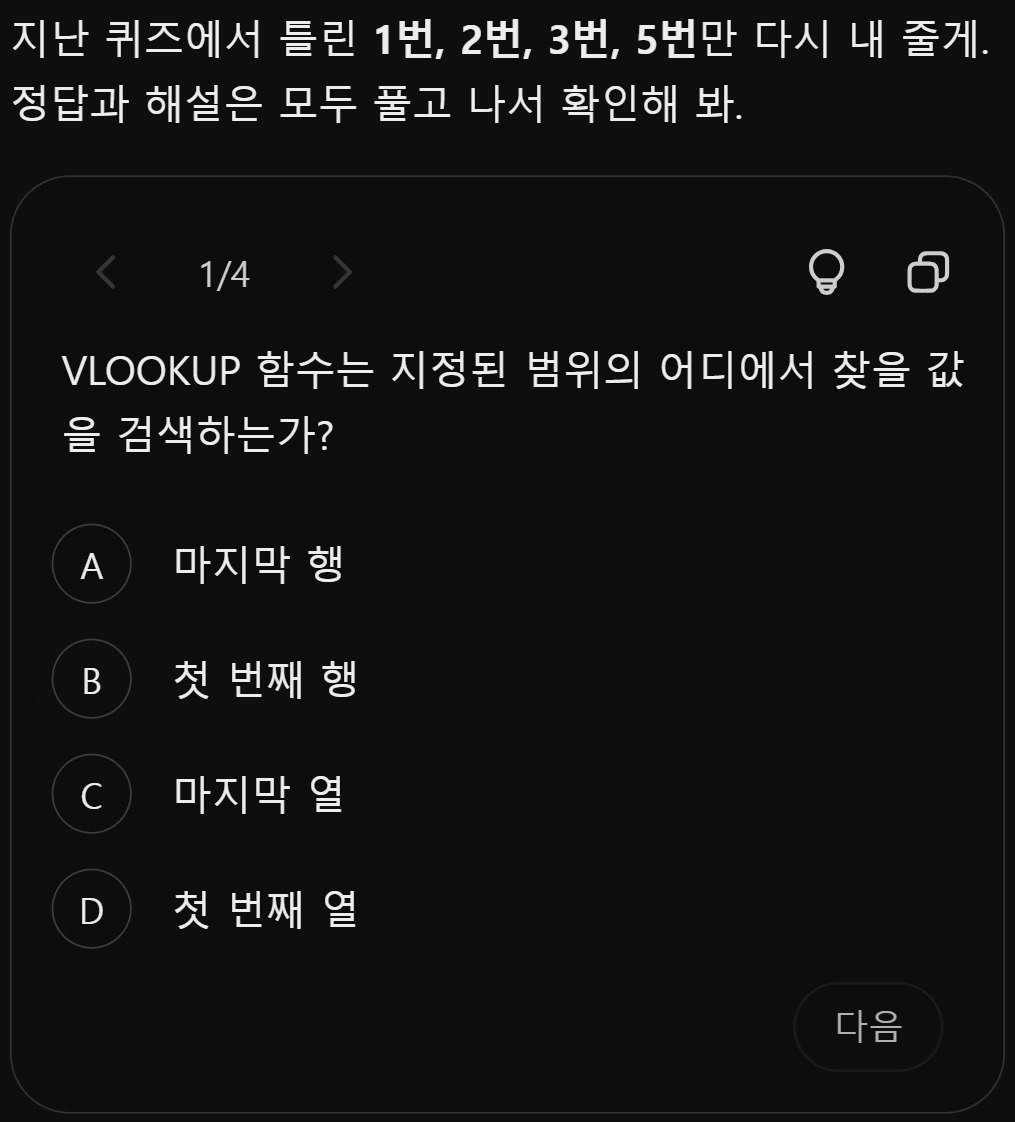 지난 퀴즈에서 틀린 1번, 2번, 3번, 5번만 다시 내 줄게.
정답과 해설은 모두 풀고 나서 확인해 봐.
1/4
VLOOKUP 함수는 지정된 범위의 어디에서 찾을 값
을 검색하는가?
A 마지막 행
B 첫 번째 행
C 마지막 열
D 첫 번째 열
다음